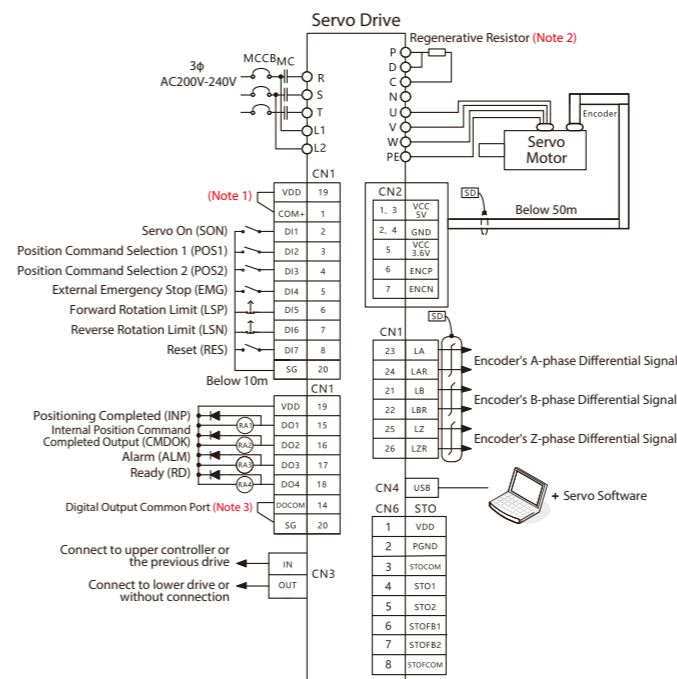 Servo Drive
Regenerative Resistor (Note 2)
3ϕ
AC200V-240V
MCCB
MC
R
S
T
L1
L2
P
D
C
N
U
V
W
PE
Encoder
Servo
Motor
CN1
(Note 1)
VDD 19
COM+ 1
Servo On (SON) DI1 2
Position Command Selection 1 (POS1) DI2 3
Position Command Selection 2 (POS2) DI3 4
External Emergency Stop (EMG) DI4 5
Forward Rotation Limit (LSP) DI5 6
Reverse Rotation Limit (LSN) DI6 7
Reset (RES) DI7 8
SG 20
Below 10m
CN2
1、3 VCC 5V
2、4 GND
5 VCC 3.6V
6 ENCP
7 ENCN
SD
Below 50m
SD
CN1
23 LA
24 LAR
Encoder's A-phase Differential Signal
21 LB
22 LBR
Encoder's B-phase Differential Signal
25 LZ
26 LZR
Encoder's Z-phase Differential Signal
CN1
VDD 19
Positioning Completed (INP) RA1 DO1 15
Internal Position Command
Completed Output (CMDOK) RA2 DO2 16
Alarm (ALM) RA3 DO3 17
Ready (RD) RA4 DO4 18
Digital Output Common Port (Note 3) DOCOM 14
SG 20
CN4 USB
+ Servo Software
CN6 STO
1 VDD
2 PGND
3 STOCOM
4 STO1
5 STO2
6 STOFB1
7 STOFB2
8 STOFCOM
Connect to upper controller or
the previous drive
IN
CN3
Connect to lower drive or
without connection
OUT